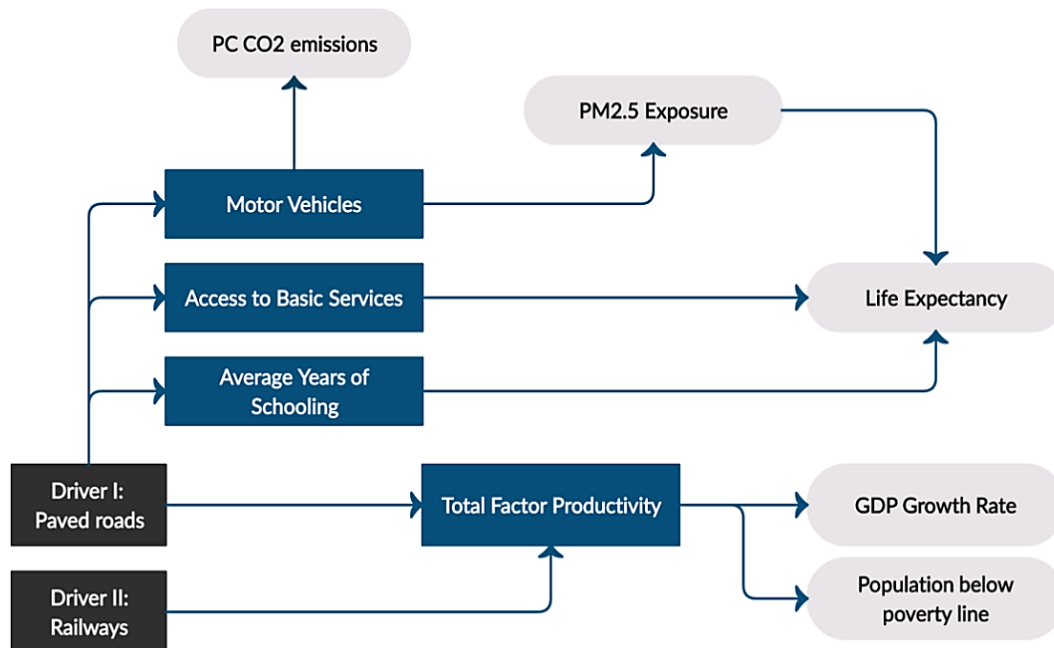 PC CO2 emissions
PM2.5 Exposure
Motor Vehicles
Access to Basic Services
Life Expectancy
Average Years of
Schooling
Driver I:
Paved roads
Total Factor Productivity
GDP Growth Rate
Driver II:
Railways
Population below
poverty line